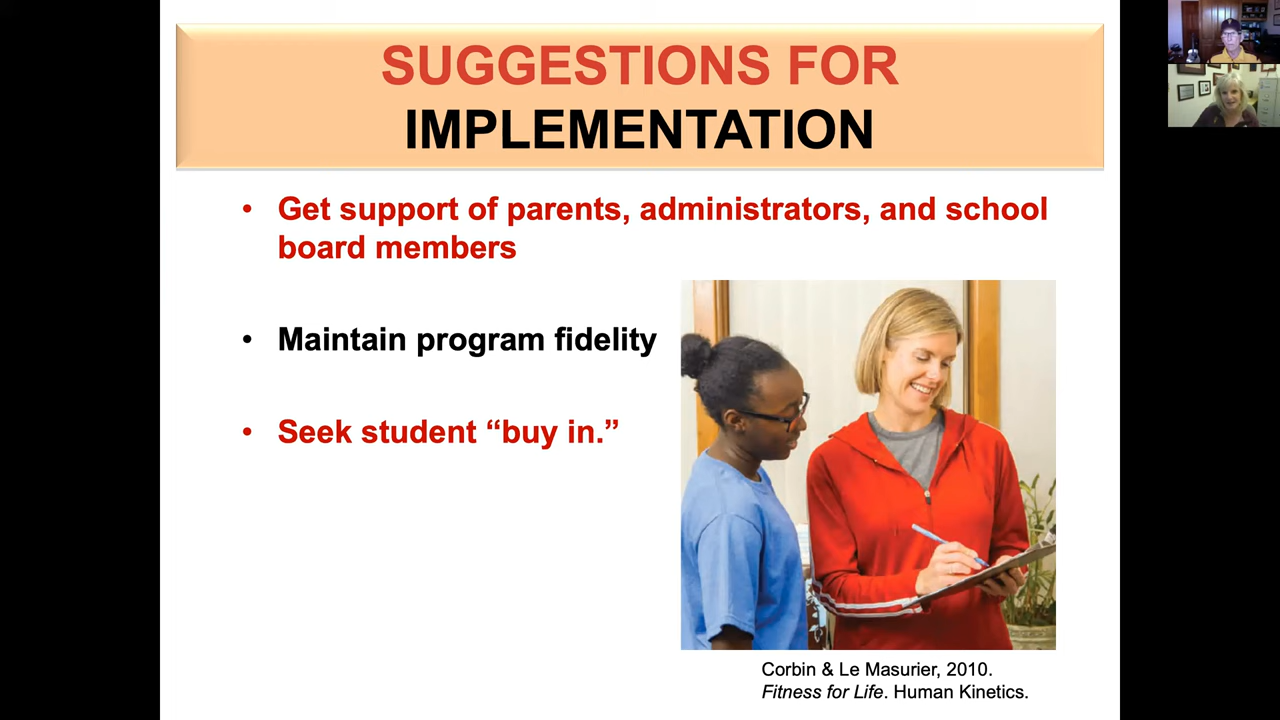 SUGGESTIONS FOR
IMPLEMENTATION
• Get support of parents, administrators, and school
board members
• Maintain program fidelity
• Seek student “buy in.”
Corbin & Le Masurier, 2010.
Fitness for Life. Human Kinetics.